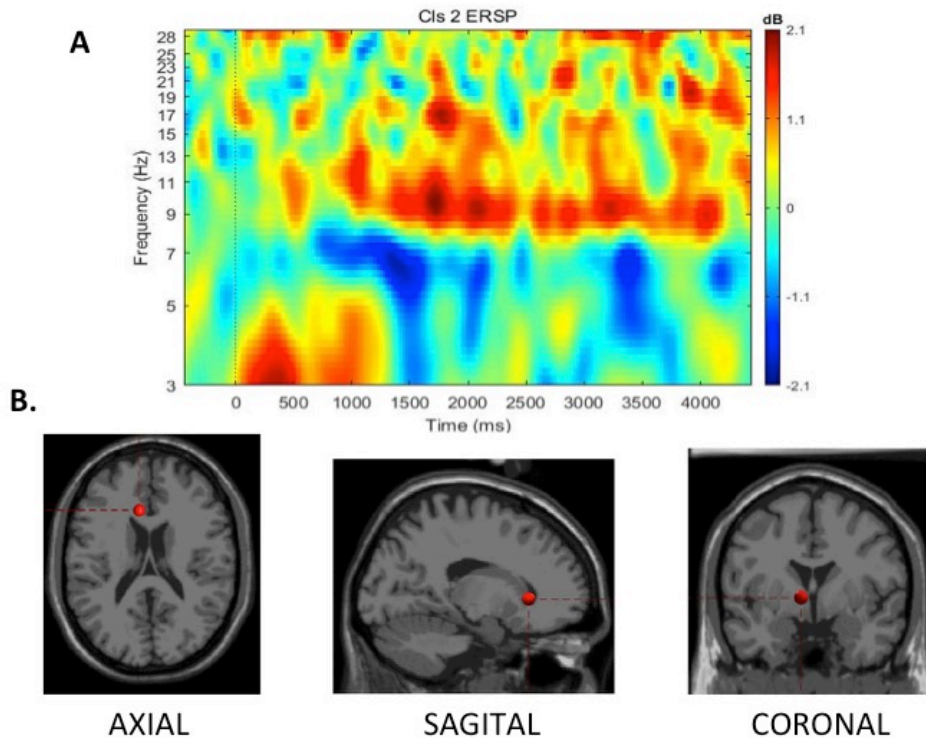 Cls 2 ERSP
A
dB
28
25
23
21
19
17
15
13
11
9
7
5
3
Frequency (Hz)
2.1
1.1
0
-1.1
-2.1
0 500 1000 1500 2000 2500 3000 3500 4000
Time (ms)
B.
AXIAL SAGITAL CORONAL